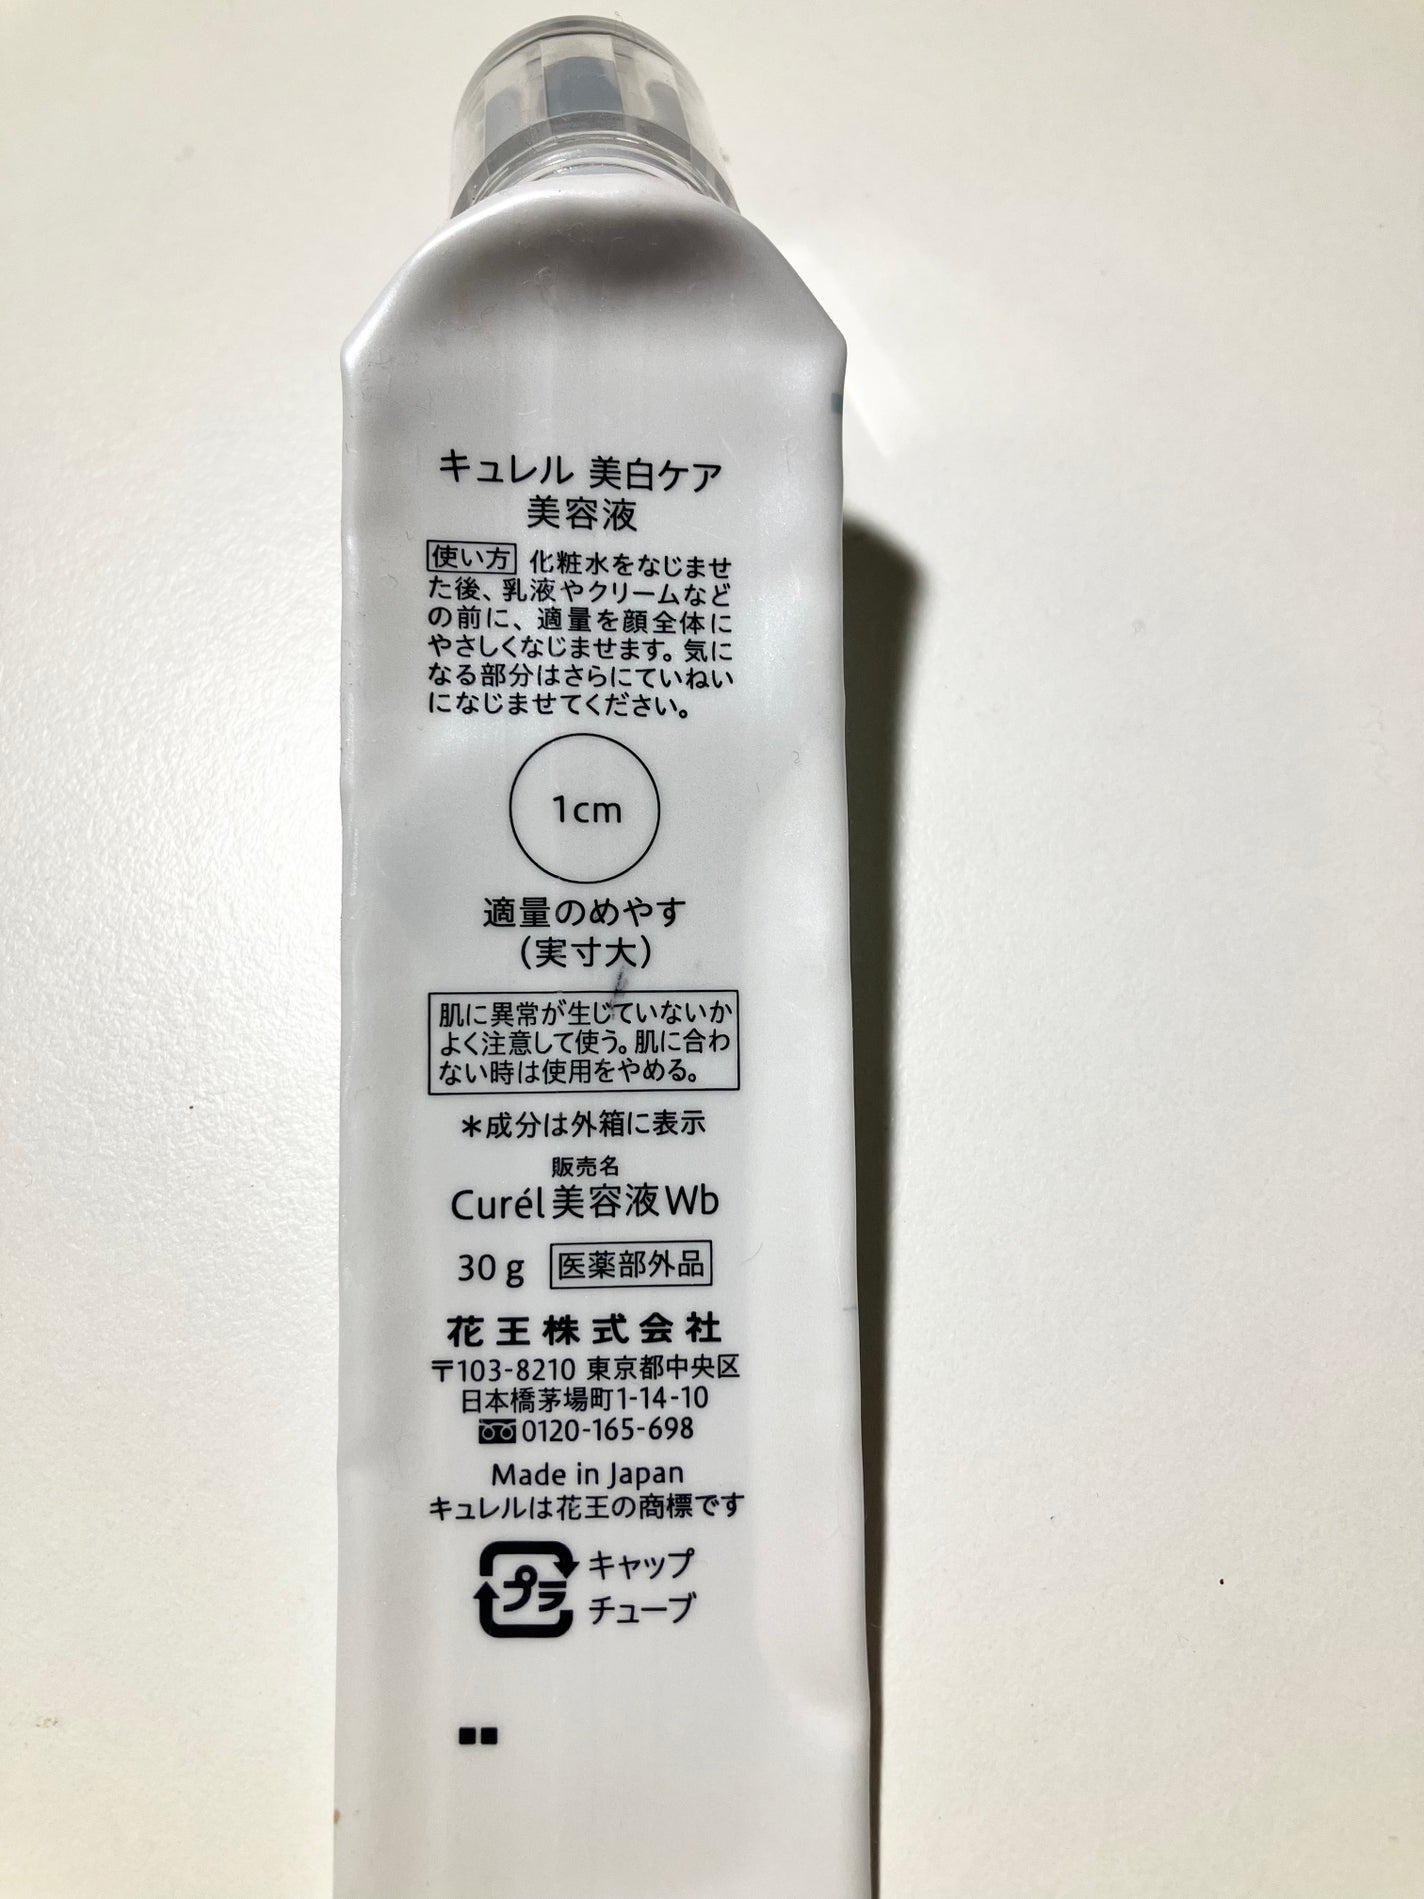 キュレル 美白ケア
美容液
使い方 化粧水をなじませ
た後、乳液やクリームなど
の前に、適量を顔全体に
やさしくなじませます。気に
なる部分はさらにていねい
になじませてください。
1cm
適量のめやす
(実寸大)
肌に異常が生じていないか
よく注意して使う。肌に合わ
ない時は使用をやめる。
＊成分は外箱に表示
販売名
Curél美容液Wb
30 g 医薬部外品
花王株式会社
〒103-8210 東京都中央区
日本橋茅場町1-14-10
0120-165-698
Made in Japan
キュレルは花王の商標です
プラ キャップ
チューブ